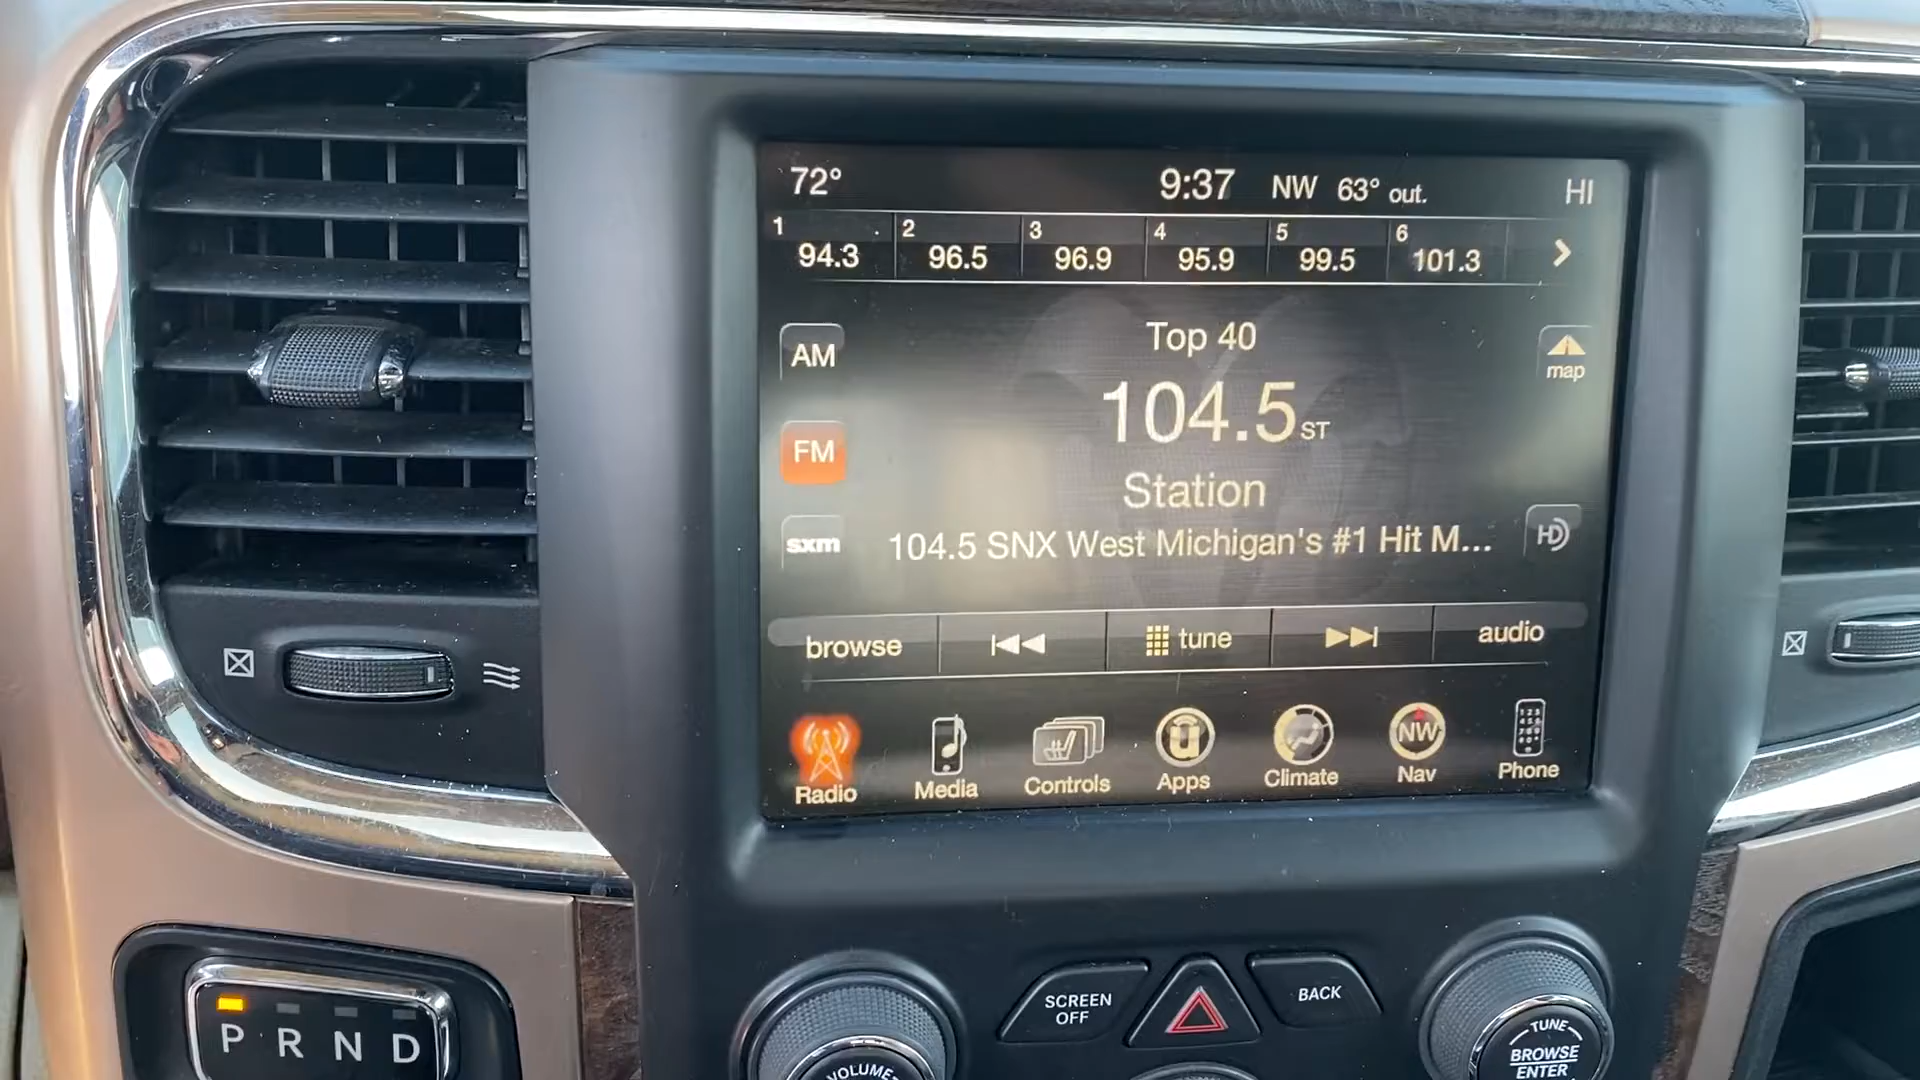 72° 9:37 NW 63° out. HI
1 2 3 4 5 6
94.3 96.5 96.9 95.9 99.5 101.3
Top 40
AM
map
104.5 ST
FM
Station
sxm
104.5 SNX West Michigan's #1 Hit M...
HD
browse tune audio
NW
Radio Media Controls Apps Climate Nav Phone
P R N D
SCREEN OFF
BACK
VOLUME
TUNE
BROWSE
ENTER